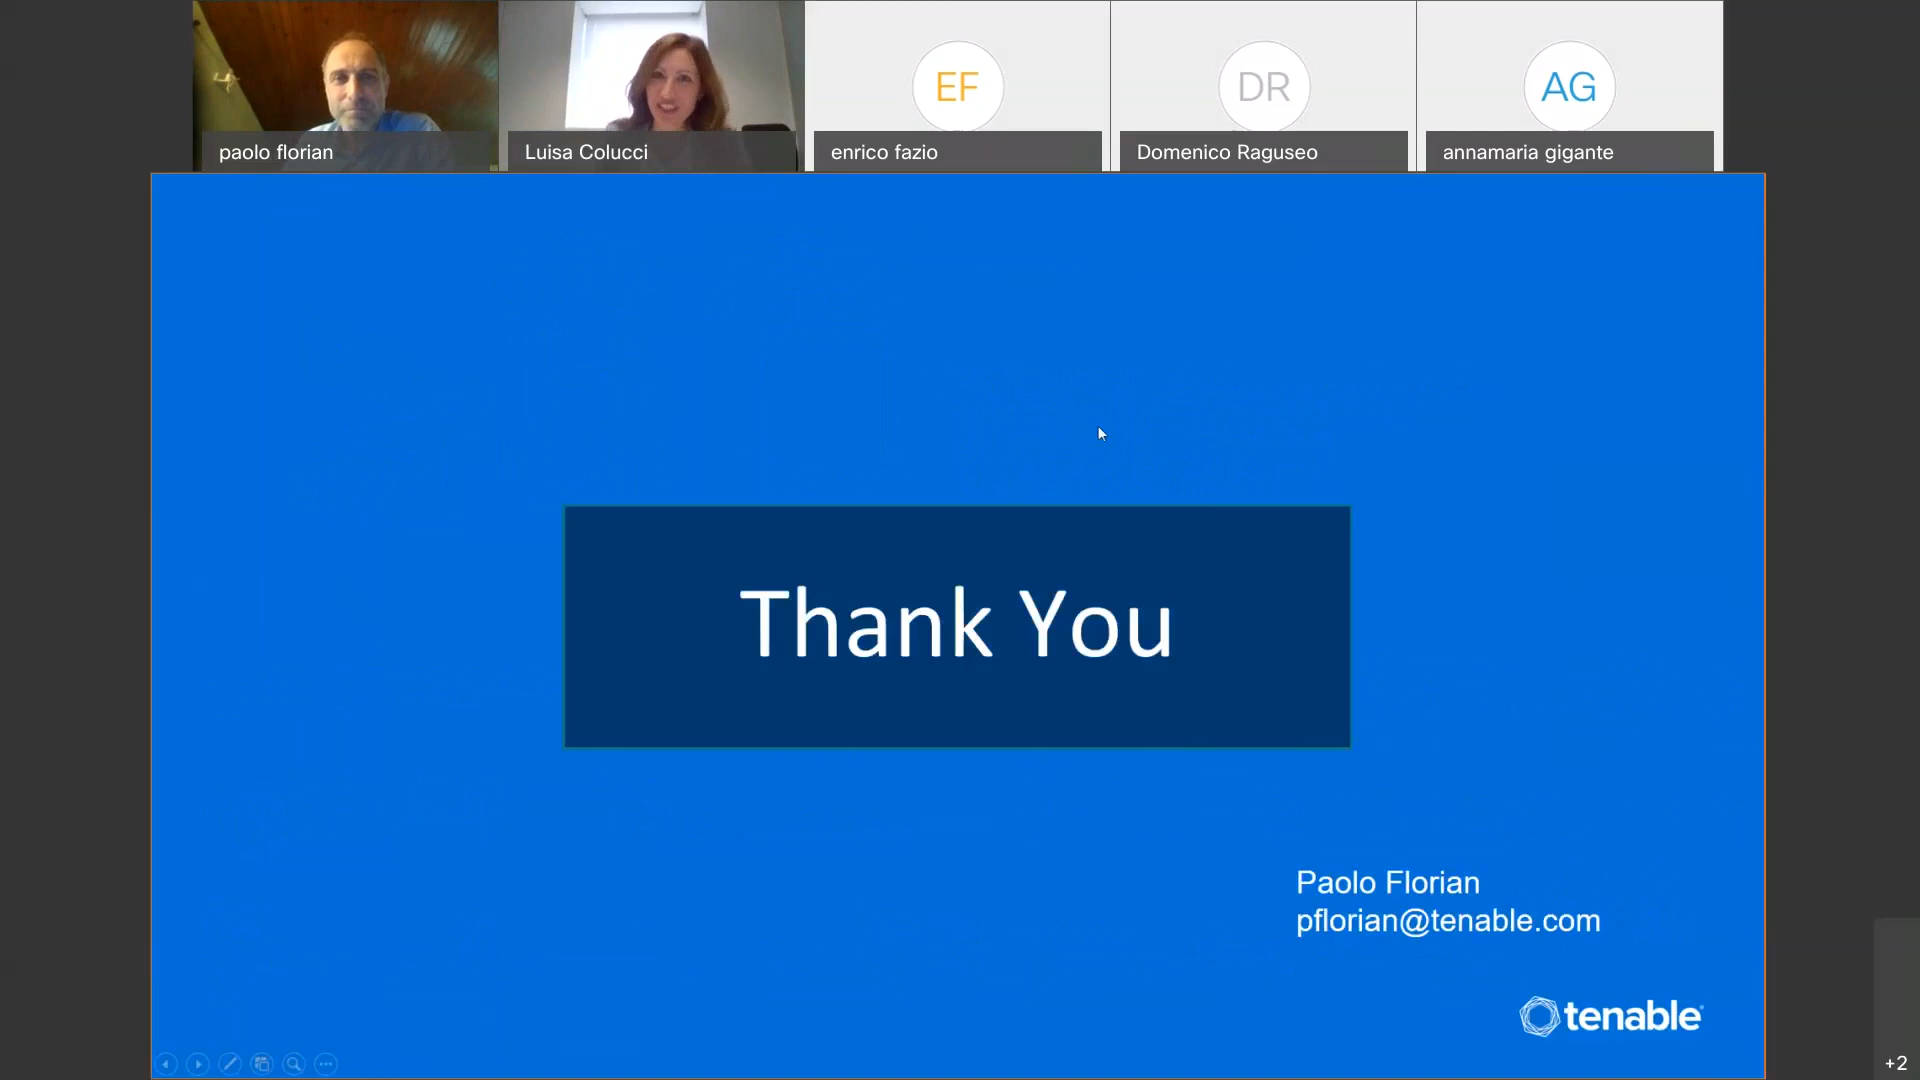 paolo florian
Luisa Colucci
EF
enrico fazio
DR
Domenico Raguseo
AG
annamaria gigante
Thank You
Paolo Florian
pflorian@tenable.com
tenable
+2